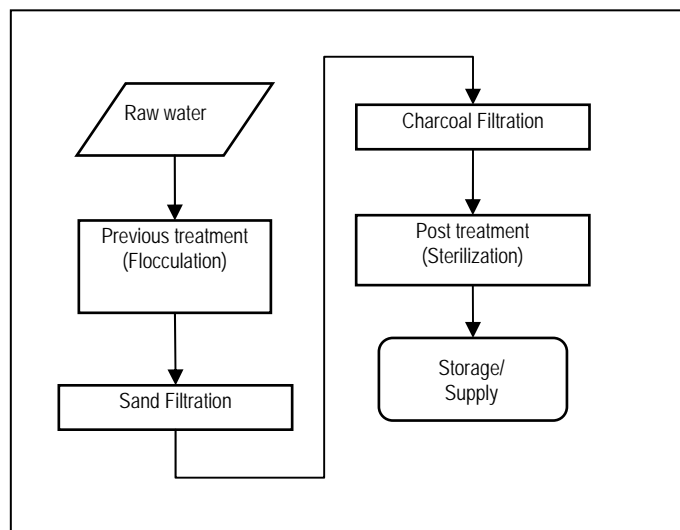 Raw water
Previous treatment
(Flocculation)
Sand Filtration
Charcoal Filtration
Post treatment
(Sterilization)
Storage/
Supply